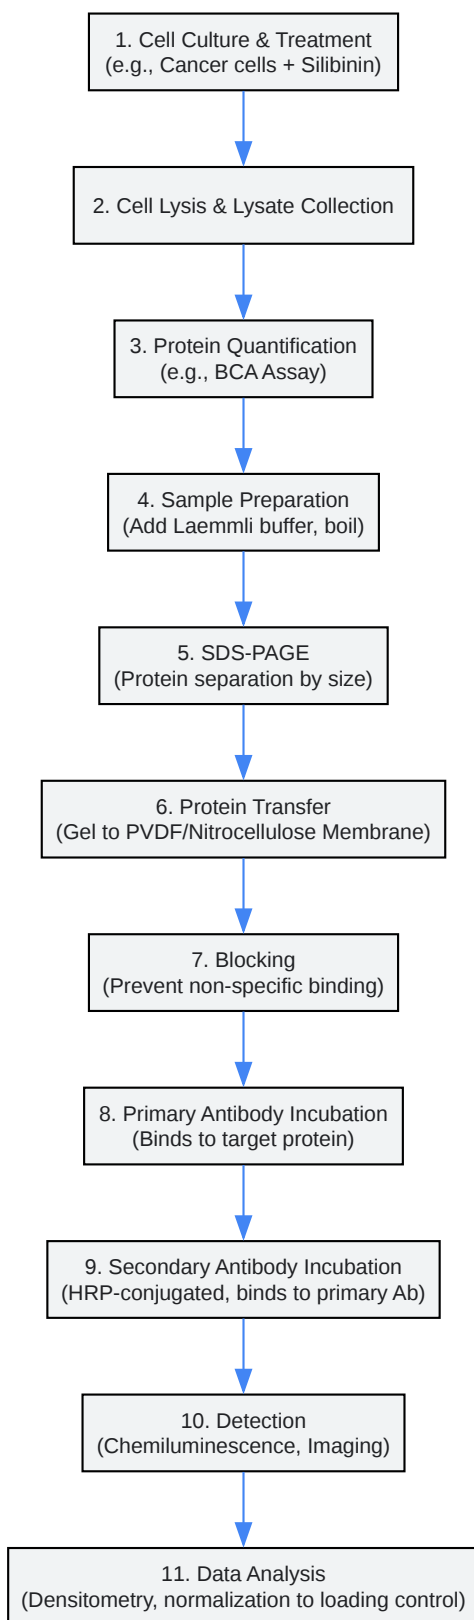 1. Cell Culture & Treatment
(e.g., Cancer cells + Silibinin)
2. Cell Lysis & Lysate Collection
3. Protein Quantification
(e.g., BCA Assay)
4. Sample Preparation
(Add Laemmli buffer, boil)
5. SDS-PAGE
(Protein separation by size)
6. Protein Transfer
(Gel to PVDF/Nitrocellulose Membrane)
7. Blocking
(Prevent non-specific binding)
8. Primary Antibody Incubation
(Binds to target protein)
9. Secondary Antibody Incubation
(HRP-conjugated, binds to primary Ab)
10. Detection
(Chemiluminescence, Imaging)
11. Data Analysis
(Densitometry, normalization to loading control)